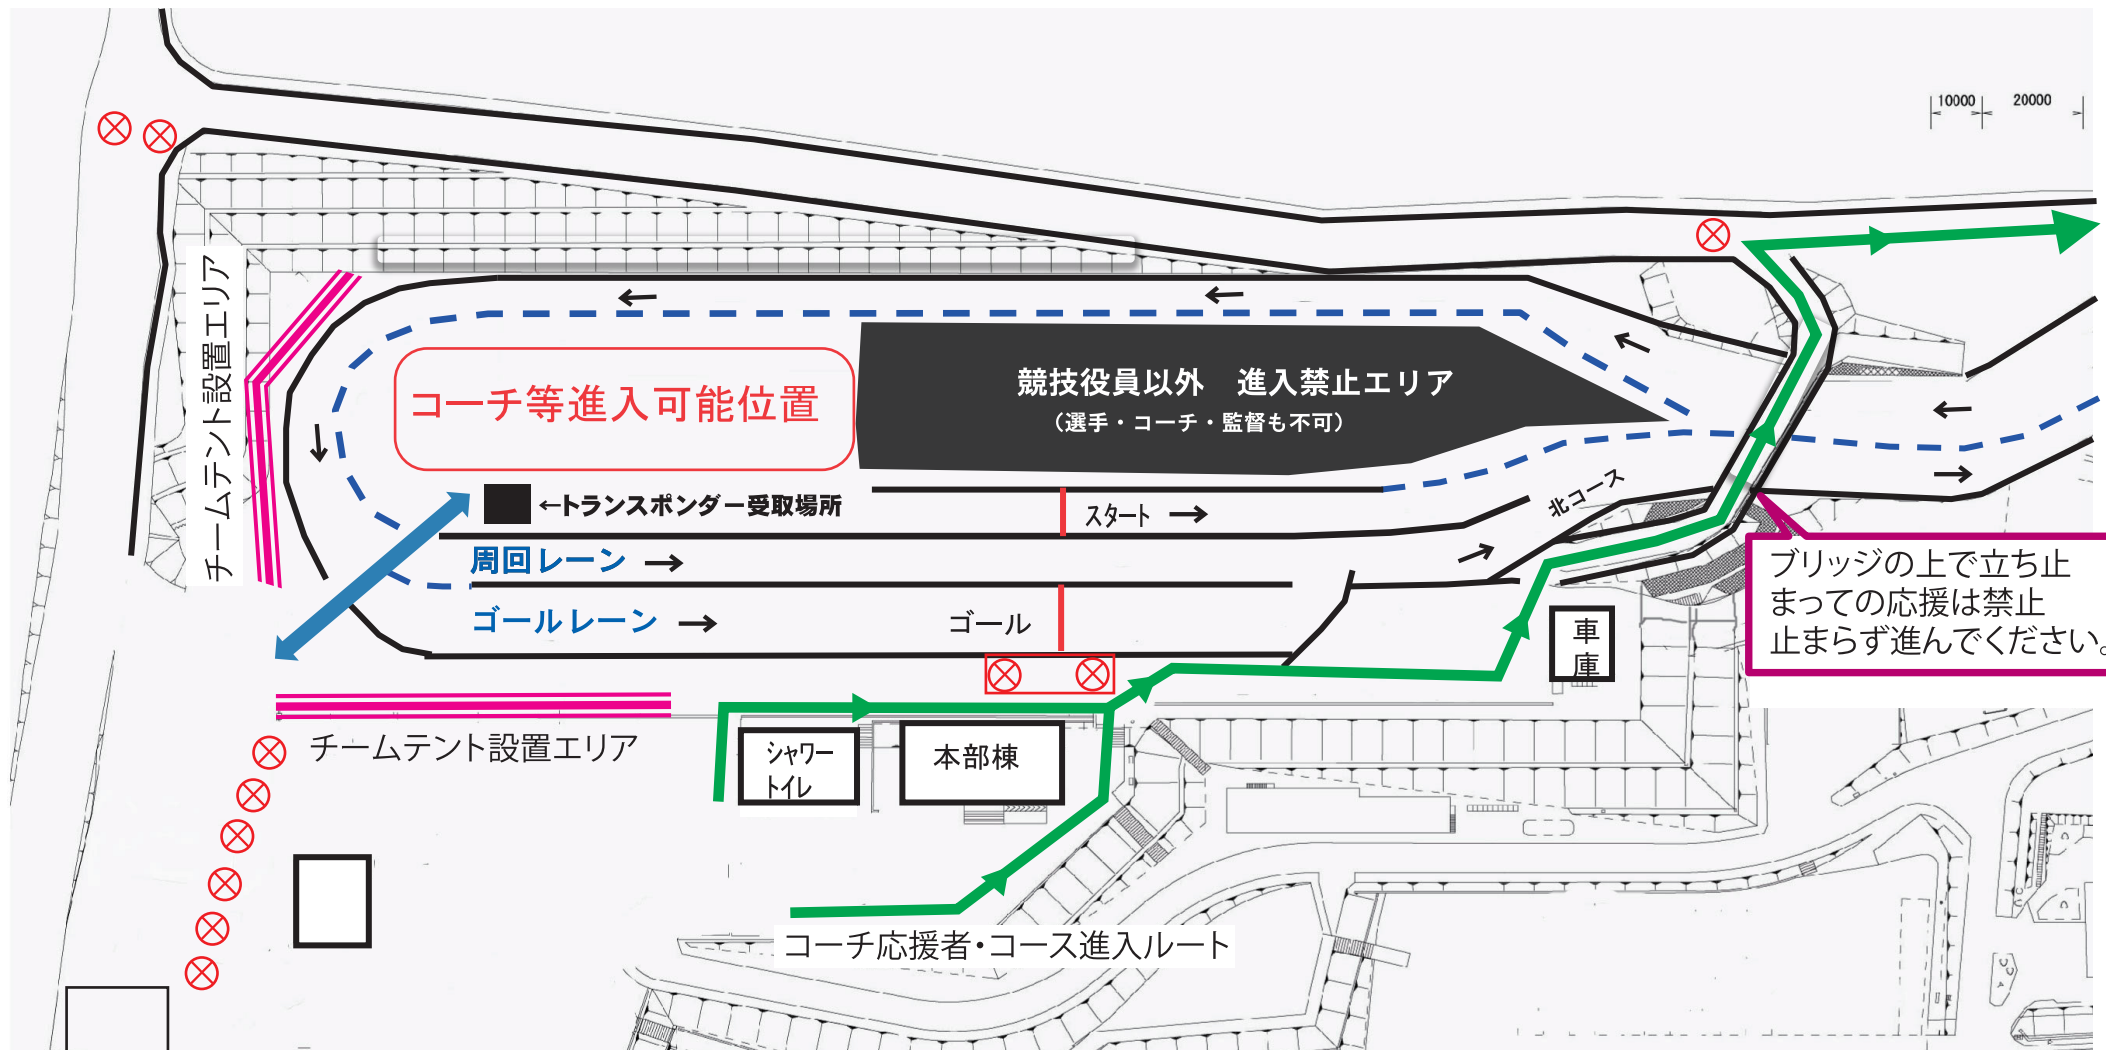 10000 20000
チームテント設置エリア
コーチ等進入可能位置
競技役員以外 進入禁止エリア
(選手・コーチ・監督も不可)
←トランスポンダー受取場所
スタート →
北コース
周回レーン →
ゴールレーン →
ゴール
ブリッジの上で立ち止
まっての応援は禁止
止まらず進んでください。
車
庫
チームテント設置エリア
シャワー
トイレ
本部棟
コーチ応援者・コース進入ルート